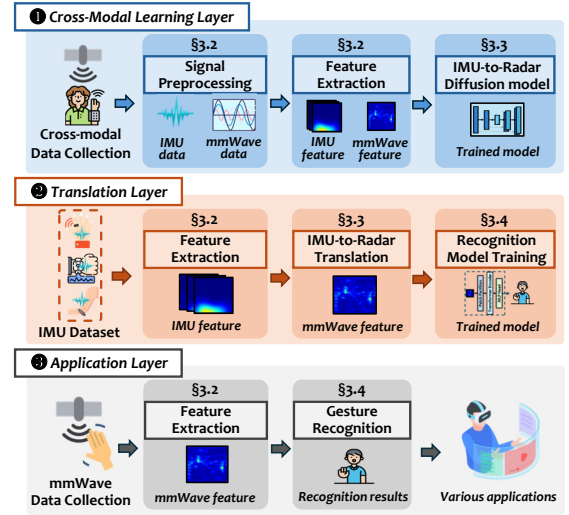 ❶ Cross-Modal Learning Layer
Cross-modal
Data Collection
§3.2
Signal
Preprocessing
IMU
data
mmWave
data
§3.2
Feature
Extraction
IMU
feature
mmWave
feature
§3.3
IMU-to-Radar
Diffusion model
Trained model
❷ Translation Layer
IMU Dataset
§3.2
Feature
Extraction
IMU feature
§3.3
IMU-to-Radar
Translation
mmWave feature
§3.4
Recognition
Model Training
Trained model
❸ Application Layer
mmWave
Data Collection
§3.2
Feature
Extraction
mmWave feature
§3.4
Gesture
Recognition
Recognition results
Various applications